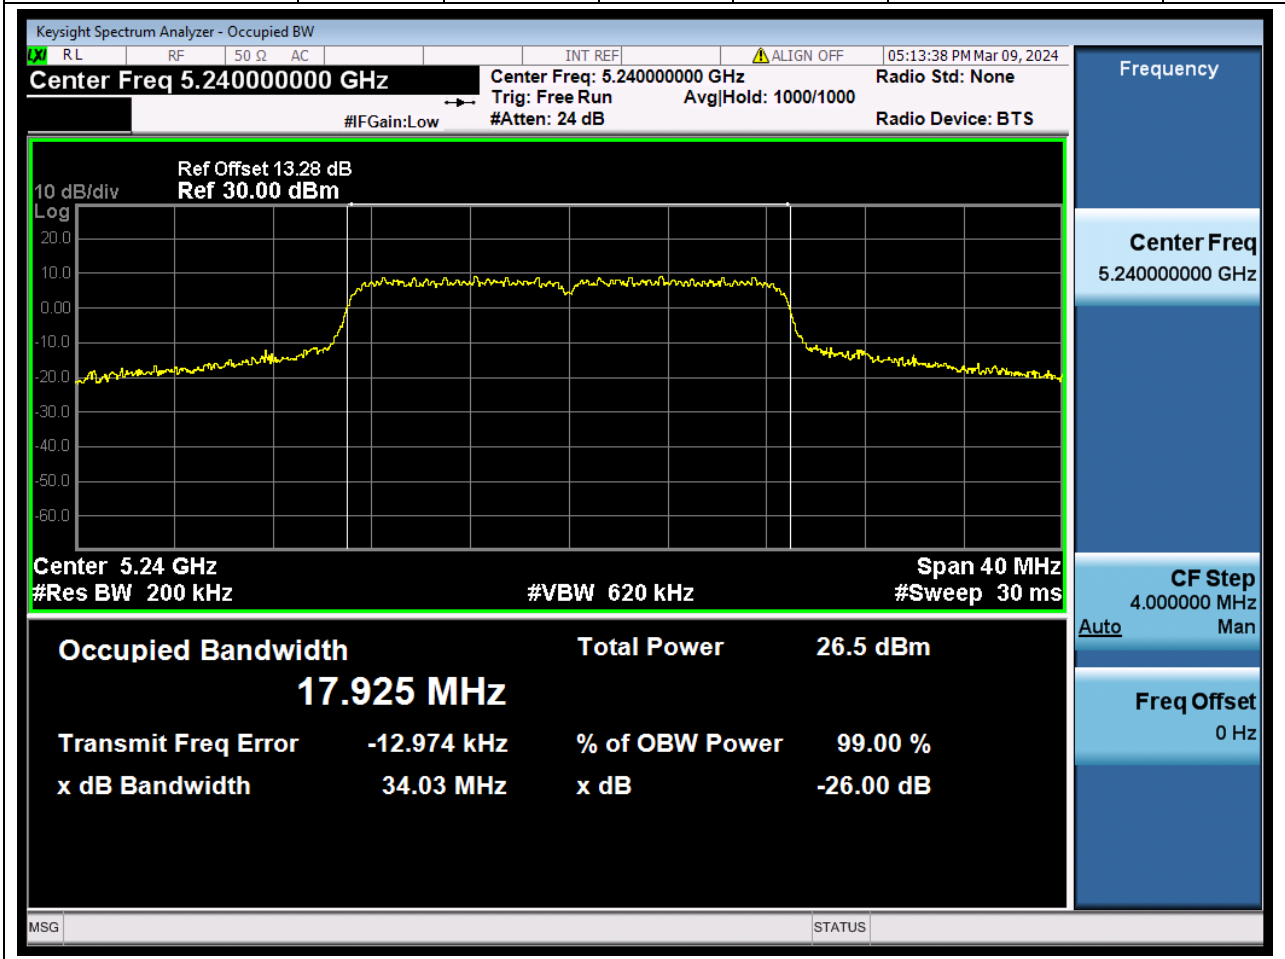 Keysight Spectrum Analyzer - Occupied BW
LXI RL RF 50 Ω AC INT REF ALIGN OFF 05:13:38 PM Mar 09, 2024
Center Freq 5.240000000 GHz
Center Freq: 5.240000000 GHz
Radio Std: None
Trig: Free Run Avg|Hold: 1000/1000
#IFGain:Low
#Atten: 24 dB
Radio Device: BTS
Ref Offset 13.28 dB
10 dB/div Ref 30.00 dBm
Log
20.0
10.0
0.00
-10.0
-20.0
-30.0
-40.0
-50.0
-60.0
Center 5.24 GHz Span 40 MHz
#Res BW 200 kHz #VBW 620 kHz #Sweep 30 ms
Occupied Bandwidth Total Power 26.5 dBm
17.925 MHz
Transmit Freq Error -12.974 kHz % of OBW Power 99.00 %
x dB Bandwidth 34.03 MHz x dB -26.00 dB
Frequency
Center Freq
5.240000000 GHz
CF Step
4.000000 MHz
Auto Man
Freq Offset
0 Hz
MSG STATUS